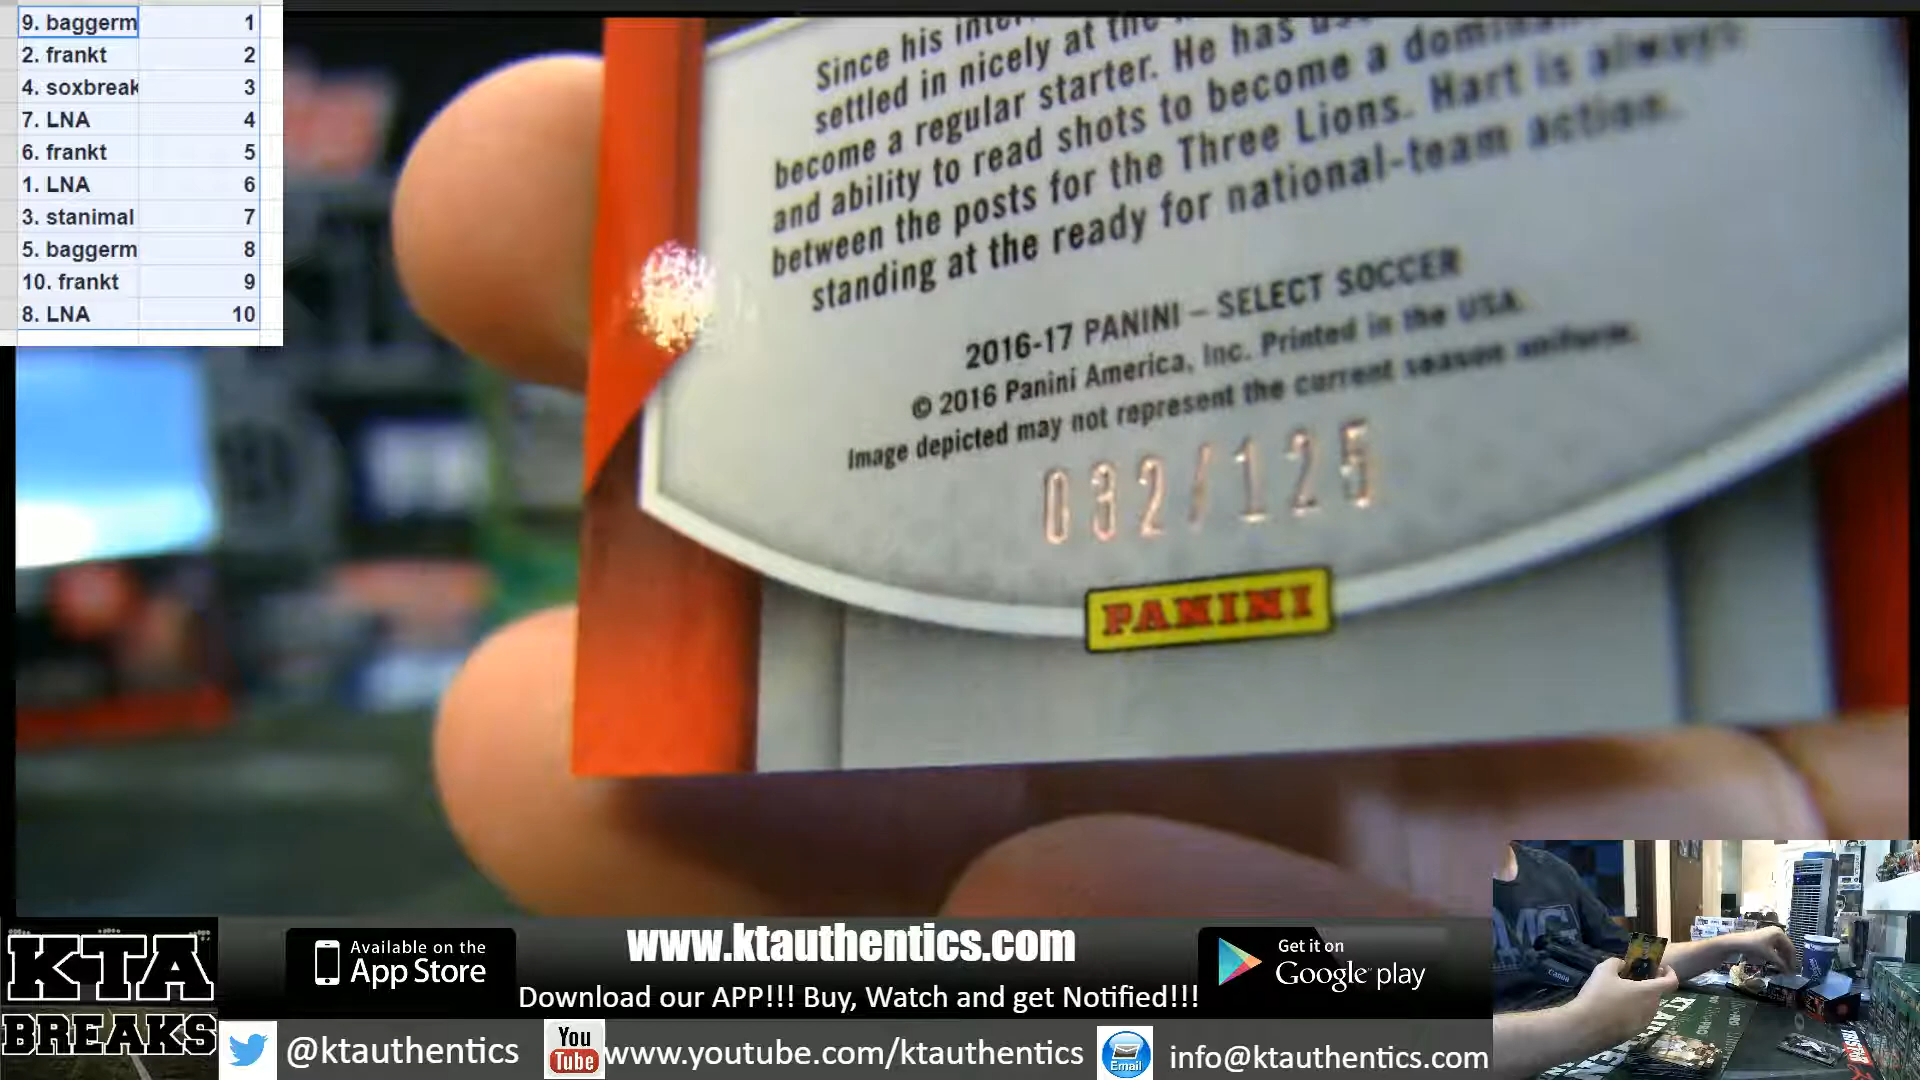 9. baggerm 1
2. frankt 2
4. soxbreak 3
7. LNA 4
6. frankt 5
1. LNA 6
3. stanimal 7
5. baggerm 8
10. frankt 9
8. LNA 10
Since his
settled in nicely at the
become a regular starter. He has
and ability to read shots to become a
between the posts for the Three Lions. Hart is always
standing at the ready for national-team action.
2016-17 PANINI – SELECT SOCCER
© 2016 Panini America, Inc. Printed in the USA.
Image depicted may not represent the current season uniform.
032/125
PANINI
KTA
BREAKS
Available on the
App Store
www.ktauthentics.com
Download our APP!!! Buy, Watch and get Notified!!!
Get it on
Google play
@ktauthentics
You
Tube
www.youtube.com/ktauthentics
Email
info@ktauthentics.com